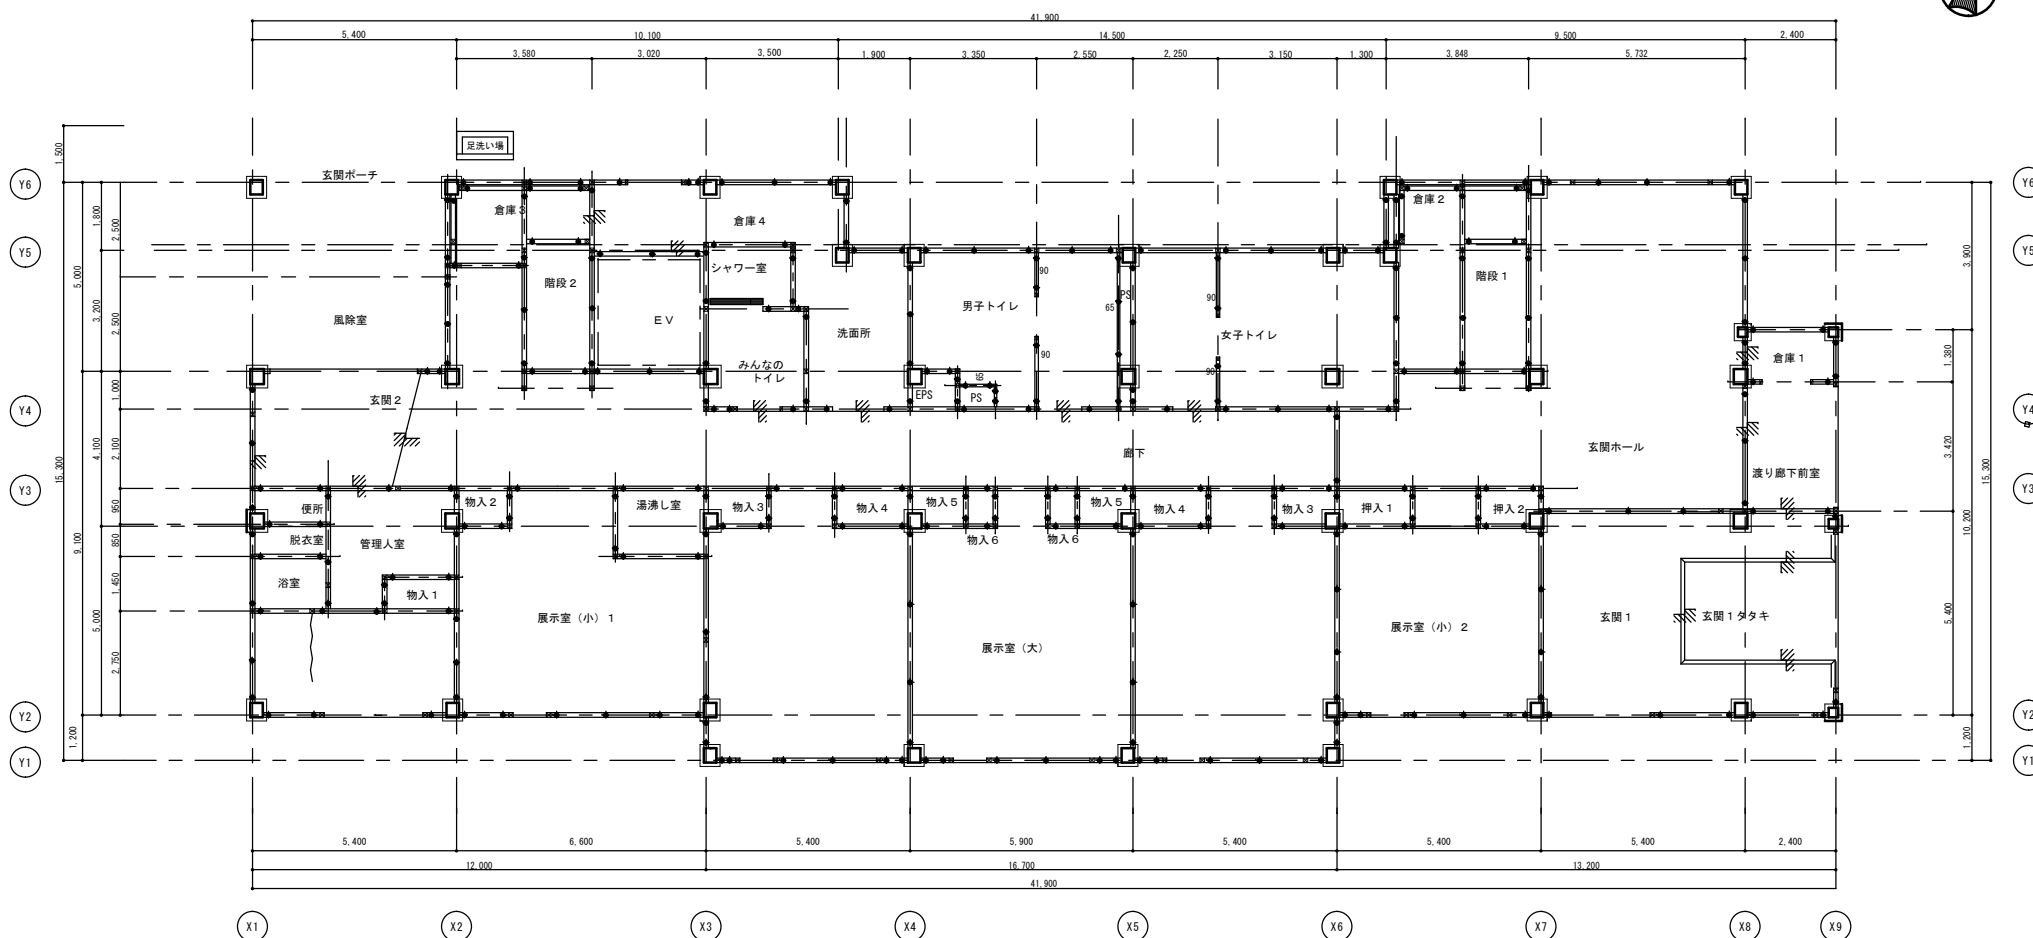 41,900
5,400
10,100
14,500
9,500
2,400
3,580
3,020
3,500
1,900
3,350
2,550
2,250
3,150
1,300
3,848
5,732
足洗い場
1,500
玄関ポーチ
Y6
Y6
倉庫3
倉庫4
倉庫2
1,800
2,500
Y5
Y5
3,900
シャワー室
90
階段2
階段1
5,000
3,200
2,500
風除室
EV
洗面所
男子トイレ
PS
65
90
女子トイレ
90
倉庫1
1,380
みんなの
トイレ
65
90
EPS
PS
1,000
玄関2
Y4
Y4
15,300
4,100
2,100
廊下
玄関ホール
3,420
渡り廊下前室
15,300
Y3
Y3
950
便所
物入2
湯沸し室
物入3
物入4
物入5
物入5
物入4
物入3
押入1
押入2
脱衣室
管理人室
物入6
物入6
850
10,200
9,100
浴室
物入1
1,450
5,000
展示室(小)1
展示室(大)
展示室(小)2
玄関1
玄関1タタキ
5,400
2,750
Y2
Y2
1,200
1,200
Y1
Y1
5,400
6,600
5,400
5,900
5,400
5,400
5,400
2,400
12,000
16,700
13,200
41,900
X1
X2
X3
X4
X5
X6
X7
X8
X9